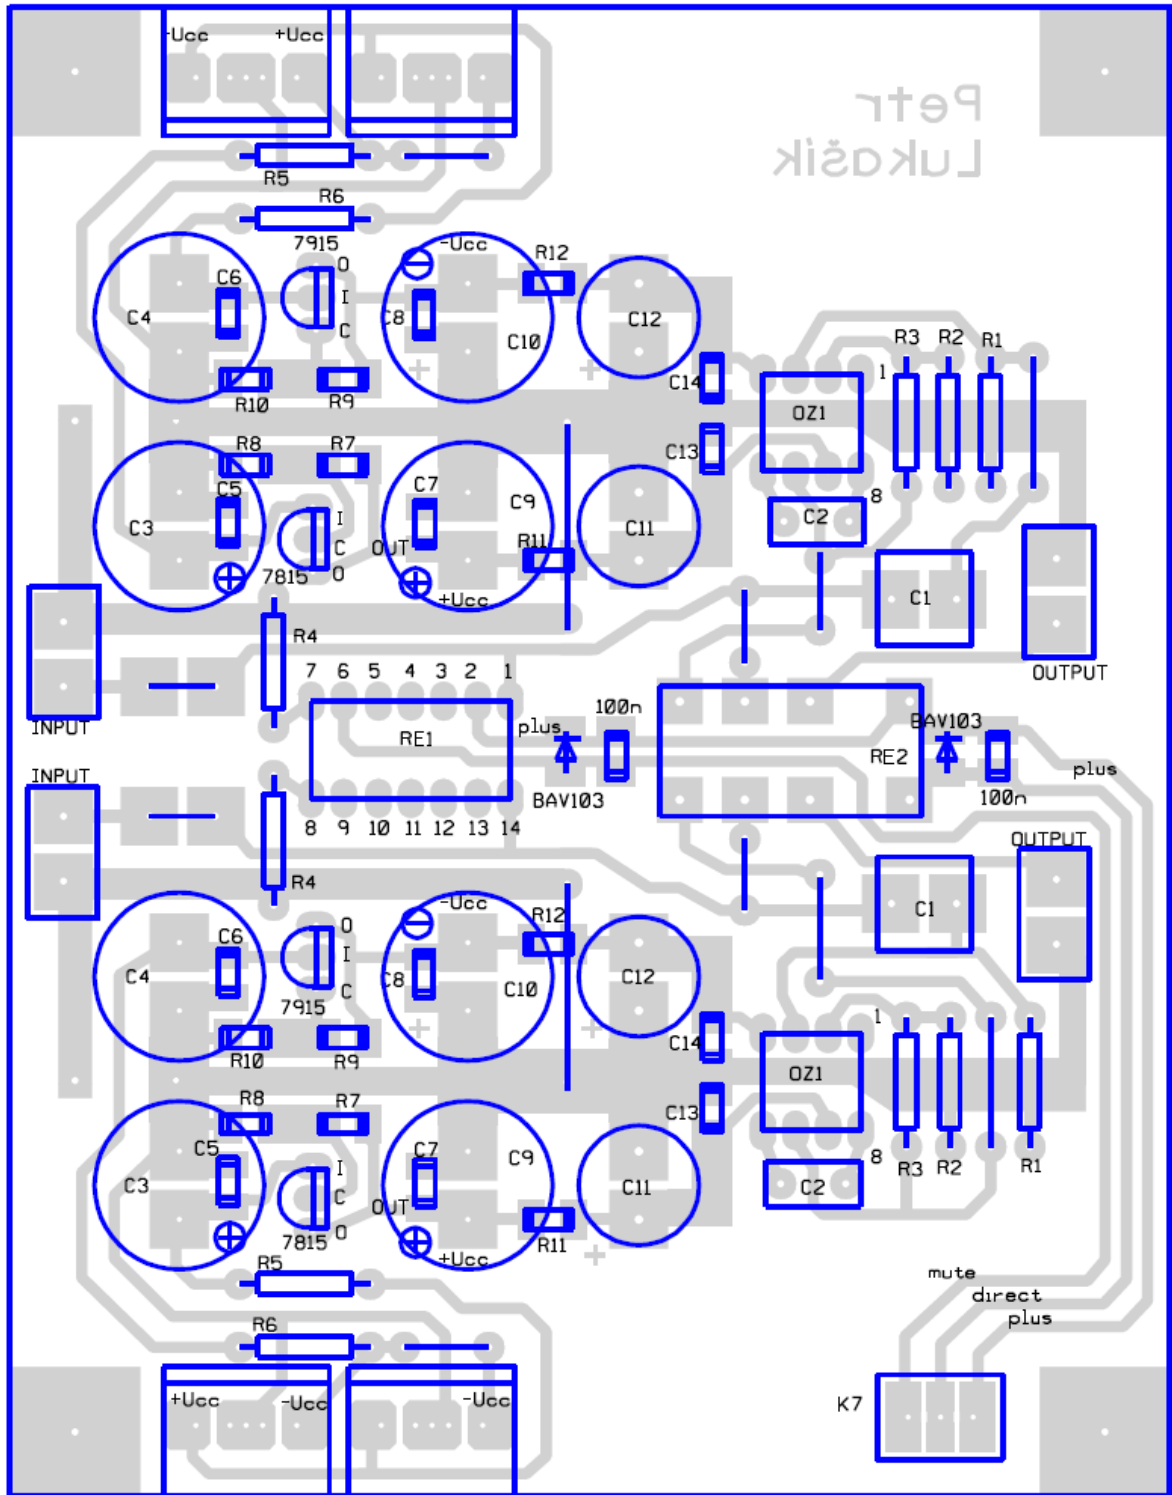 -Ucc +Ucc
Petr
Lukašík
R5
R6
7915 O -Ucc R12
C6 I
C4 C8 C12
C C10
R3 R2 R1
+ +
C14 1
R10 R9 OZ1
R8 R7 C13
C5 C7 C9 8
C3 I C11 C2
C OUT R11
7815 O +Ucc C1
R4
7 6 5 4 3 2 1 OUTPUT
100n
INPUT RE1 plus BAV103
RE2 plus
INPUT BAV103 100n
8 9 10 11 12 13 14 OUTPUT
R4
-Ucc C1
C6 O R12
C4 I C8 C10 C12
7915 C 1
+ +
C14
R10 R9 OZ1
R8 R7 C13
C5 C7 C9 8
C3 I R3 R2 R1
C C11 C2
OUT
7815 O R11
+Ucc +
R5 mute
direct
R6 plus
+Ucc -Ucc -Ucc K7